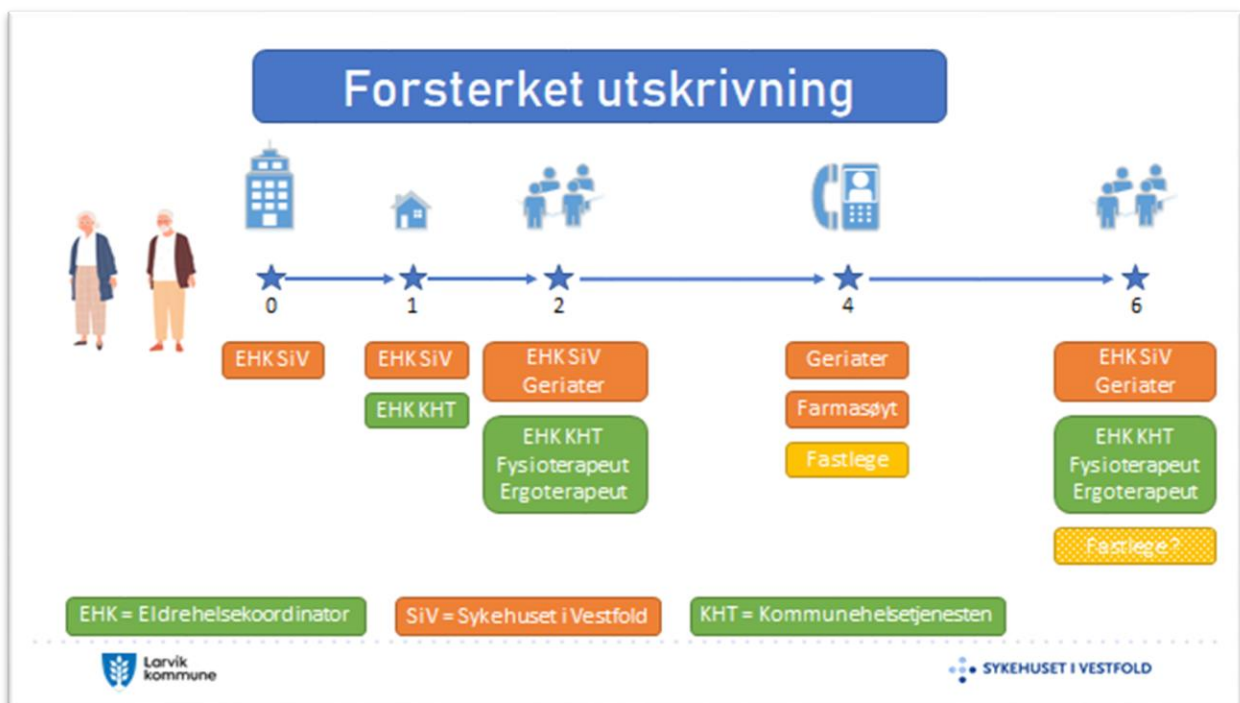 Forsterket utskrivning
0
1
2
4
6
EHK SiV
EHK SiV
EHK KHT
EHK SiV
Geriater
EHK KHT
Fysioterapeut
Ergoterapeut
Geriater
Farmasøyt
Fastlege
EHK SiV
Geriater
EHK KHT
Fysioterapeut
Ergoterapeut
Fastlege?
EHK = Eldrehelsekoordinator
SiV = Sykehuset i Vestfold
KHT = Kommunehelsetjenesten
Larvik
kommune
SYKEHUSET I VESTFOLD